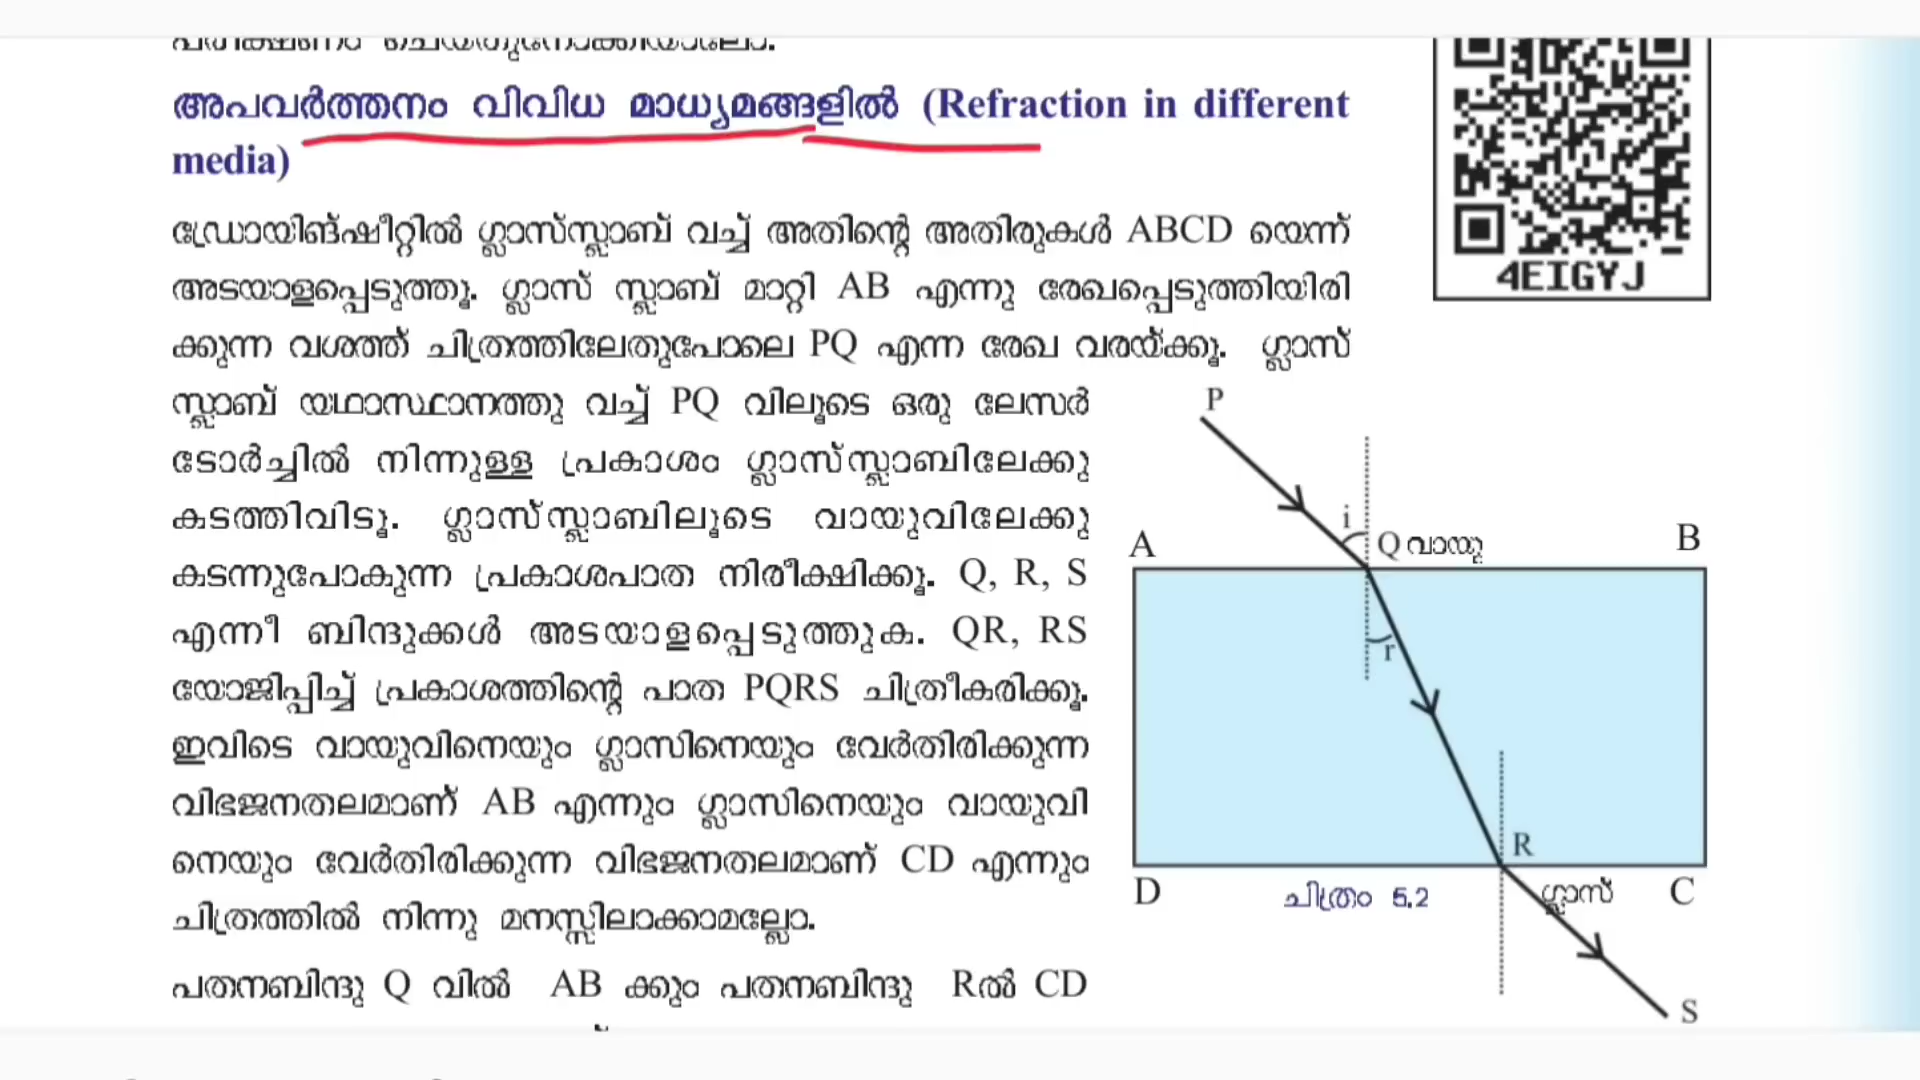 അപവർത്തനം വിവിധ മാധ്യമങ്ങളിൽ (Refraction in different
media)
4EIGYJ
ഡ്രോയിങ്ഷീറ്റിൽ ഗ്ലാസ്സ്ലാബ് വച്ച് അതിന്റെ അതിരുകൾ ABCD യെന്ന്
അടയാളപ്പെടുത്തൂ. ഗ്ലാസ് സ്ലാബ് മാറ്റി AB എന്നു രേഖപ്പെടുത്തിയിരി
ക്കുന്ന വശത്ത് ചിത്രത്തിലേതുപോലെ PQ എന്ന രേഖ വരയ്ക്കൂ. ഗ്ലാസ്
സ്ലാബ് യഥാസ്ഥാനത്തു വച്ച് PQ വിലൂടെ ഒരു ലേസർ
ടോർച്ചിൽ നിന്നുള്ള പ്രകാശം ഗ്ലാസ്സ്ലാബിലേക്കു
കടത്തിവിടൂ. ഗ്ലാസ്സ്ലാബിലൂടെ വായുവിലേക്കു
കടന്നുപോകുന്ന പ്രകാശപാത നിരീക്ഷിക്കൂ. Q, R, S
എന്നീ ബിന്ദുക്കൾ അടയാളപ്പെടുത്തുക. QR, RS
യോജിപ്പിച്ച് പ്രകാശത്തിന്റെ പാത PQRS ചിത്രീകരിക്കൂ.
ഇവിടെ വായുവിനെയും ഗ്ലാസിനെയും വേർതിരിക്കുന്ന
വിഭജനതലമാണ് AB എന്നും ഗ്ലാസിനെയും വായുവി
നെയും വേർതിരിക്കുന്ന വിഭജനതലമാണ് CD എന്നും
ചിത്രത്തിൽ നിന്നു മനസ്സിലാക്കാമല്ലോ.
പതനബിന്ദു Q വിൽ AB ക്കും പതനബിന്ദു Rൽ CD
P
i
A
Q വായു
B
r
R
D
ചിത്രം 5.2
ഗ്ലാസ്
C
S